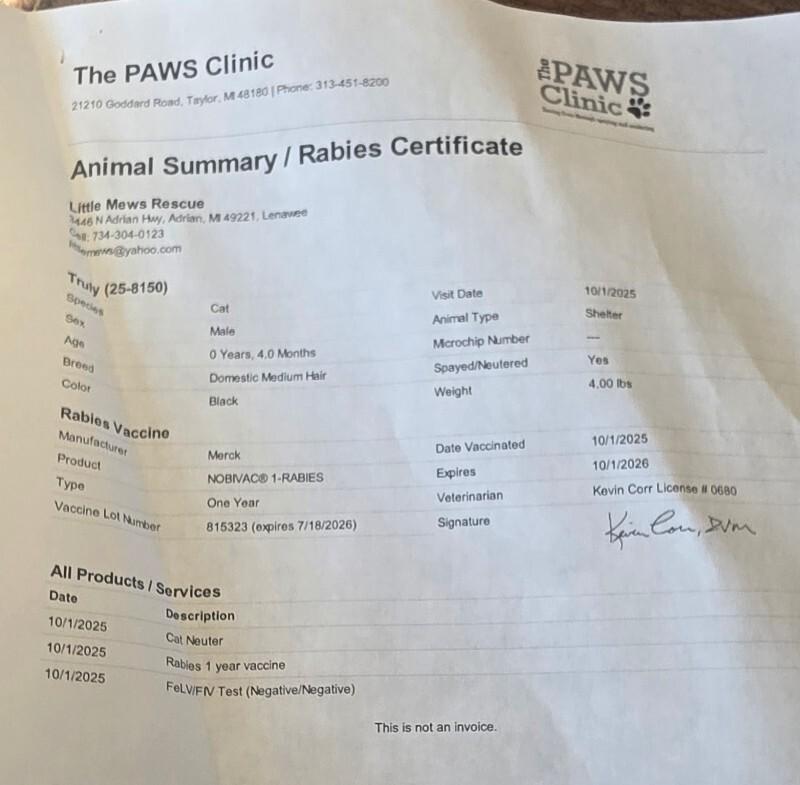 The PAWS Clinic
21210 Goddard Road, Taylor, MI 48180 | Phone: 313-451-8200
The PAWS Clinic
Animal Summary / Rabies Certificate
Little Mews Rescue
3446 N Adrian Hwy, Adrian, MI 49221, Lenawee
Cell: 734-304-0123
littlemews@yahoo.com
Truly (25-8150)
Species Cat Visit Date 10/1/2025
Sex Male Animal Type Shelter
Age 0 Years, 4.0 Months Microchip Number ---
Breed Domestic Medium Hair Spayed/Neutered Yes
Color Black Weight 4.00 lbs
Rabies Vaccine
Manufacturer Merck Date Vaccinated 10/1/2025
Product NOBIVAC® 1-RABIES Expires 10/1/2026
Type One Year Veterinarian Kevin Corr License # 0680
Vaccine Lot Number 815323 (expires 7/18/2026) Signature Kevin Corr, DVM
All Products / Services
Date Description
10/1/2025 Cat Neuter
10/1/2025 Rabies 1 year vaccine
10/1/2025 FeLV/FIV Test (Negative/Negative)
This is not an invoice.